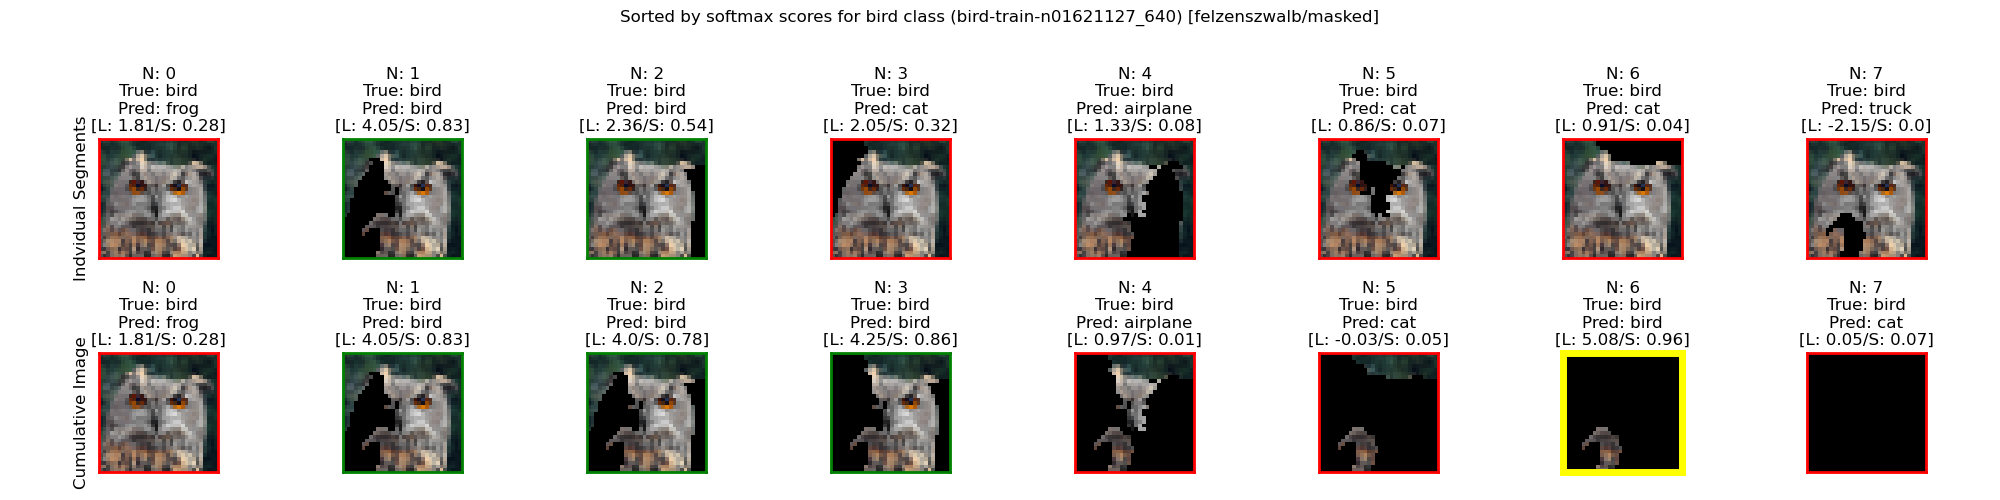 Sorted by softmax scores for bird class (bird-train-n01621127_640) [felzenszwalb/masked]
Individual Segments
N: 0
True: bird
Pred: frog
[L: 1.81/S: 0.28]
N: 1
True: bird
Pred: bird
[L: 4.05/S: 0.83]
N: 2
True: bird
Pred: bird
[L: 2.36/S: 0.54]
N: 3
True: bird
Pred: cat
[L: 2.05/S: 0.32]
N: 4
True: bird
Pred: airplane
[L: 1.33/S: 0.08]
N: 5
True: bird
Pred: cat
[L: 0.86/S: 0.07]
N: 6
True: bird
Pred: cat
[L: 0.91/S: 0.04]
N: 7
True: bird
Pred: truck
[L: -2.15/S: 0.0]
Cumulative Image
N: 0
True: bird
Pred: frog
[L: 1.81/S: 0.28]
N: 1
True: bird
Pred: bird
[L: 4.05/S: 0.83]
N: 2
True: bird
Pred: bird
[L: 4.0/S: 0.78]
N: 3
True: bird
Pred: bird
[L: 4.25/S: 0.86]
N: 4
True: bird
Pred: airplane
[L: 0.97/S: 0.01]
N: 5
True: bird
Pred: cat
[L: -0.03/S: 0.05]
N: 6
True: bird
Pred: bird
[L: 5.08/S: 0.96]
N: 7
True: bird
Pred: cat
[L: 0.05/S: 0.07]